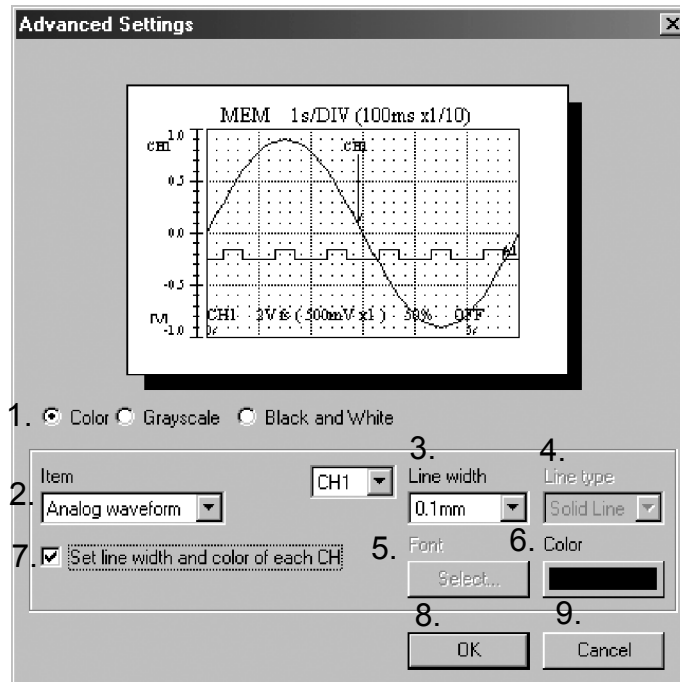 Advanced Settings
MEM 1s/DIV (100ms x1/10)
CH1
1.0
CH1
0.5
0.0
A1
-0.5
[V]
-1.0
CH1 2V fs ( 500mV x1 ) 50% OFF
1. Color Grayscale Black and White
3. 4.
Item CH1 Line width Line type
2. Analog waveform 0.1mm Solid Line
5. Font 6. Color
7. Set line width and color of each CH
Select...
8. 9.
OK Cancel